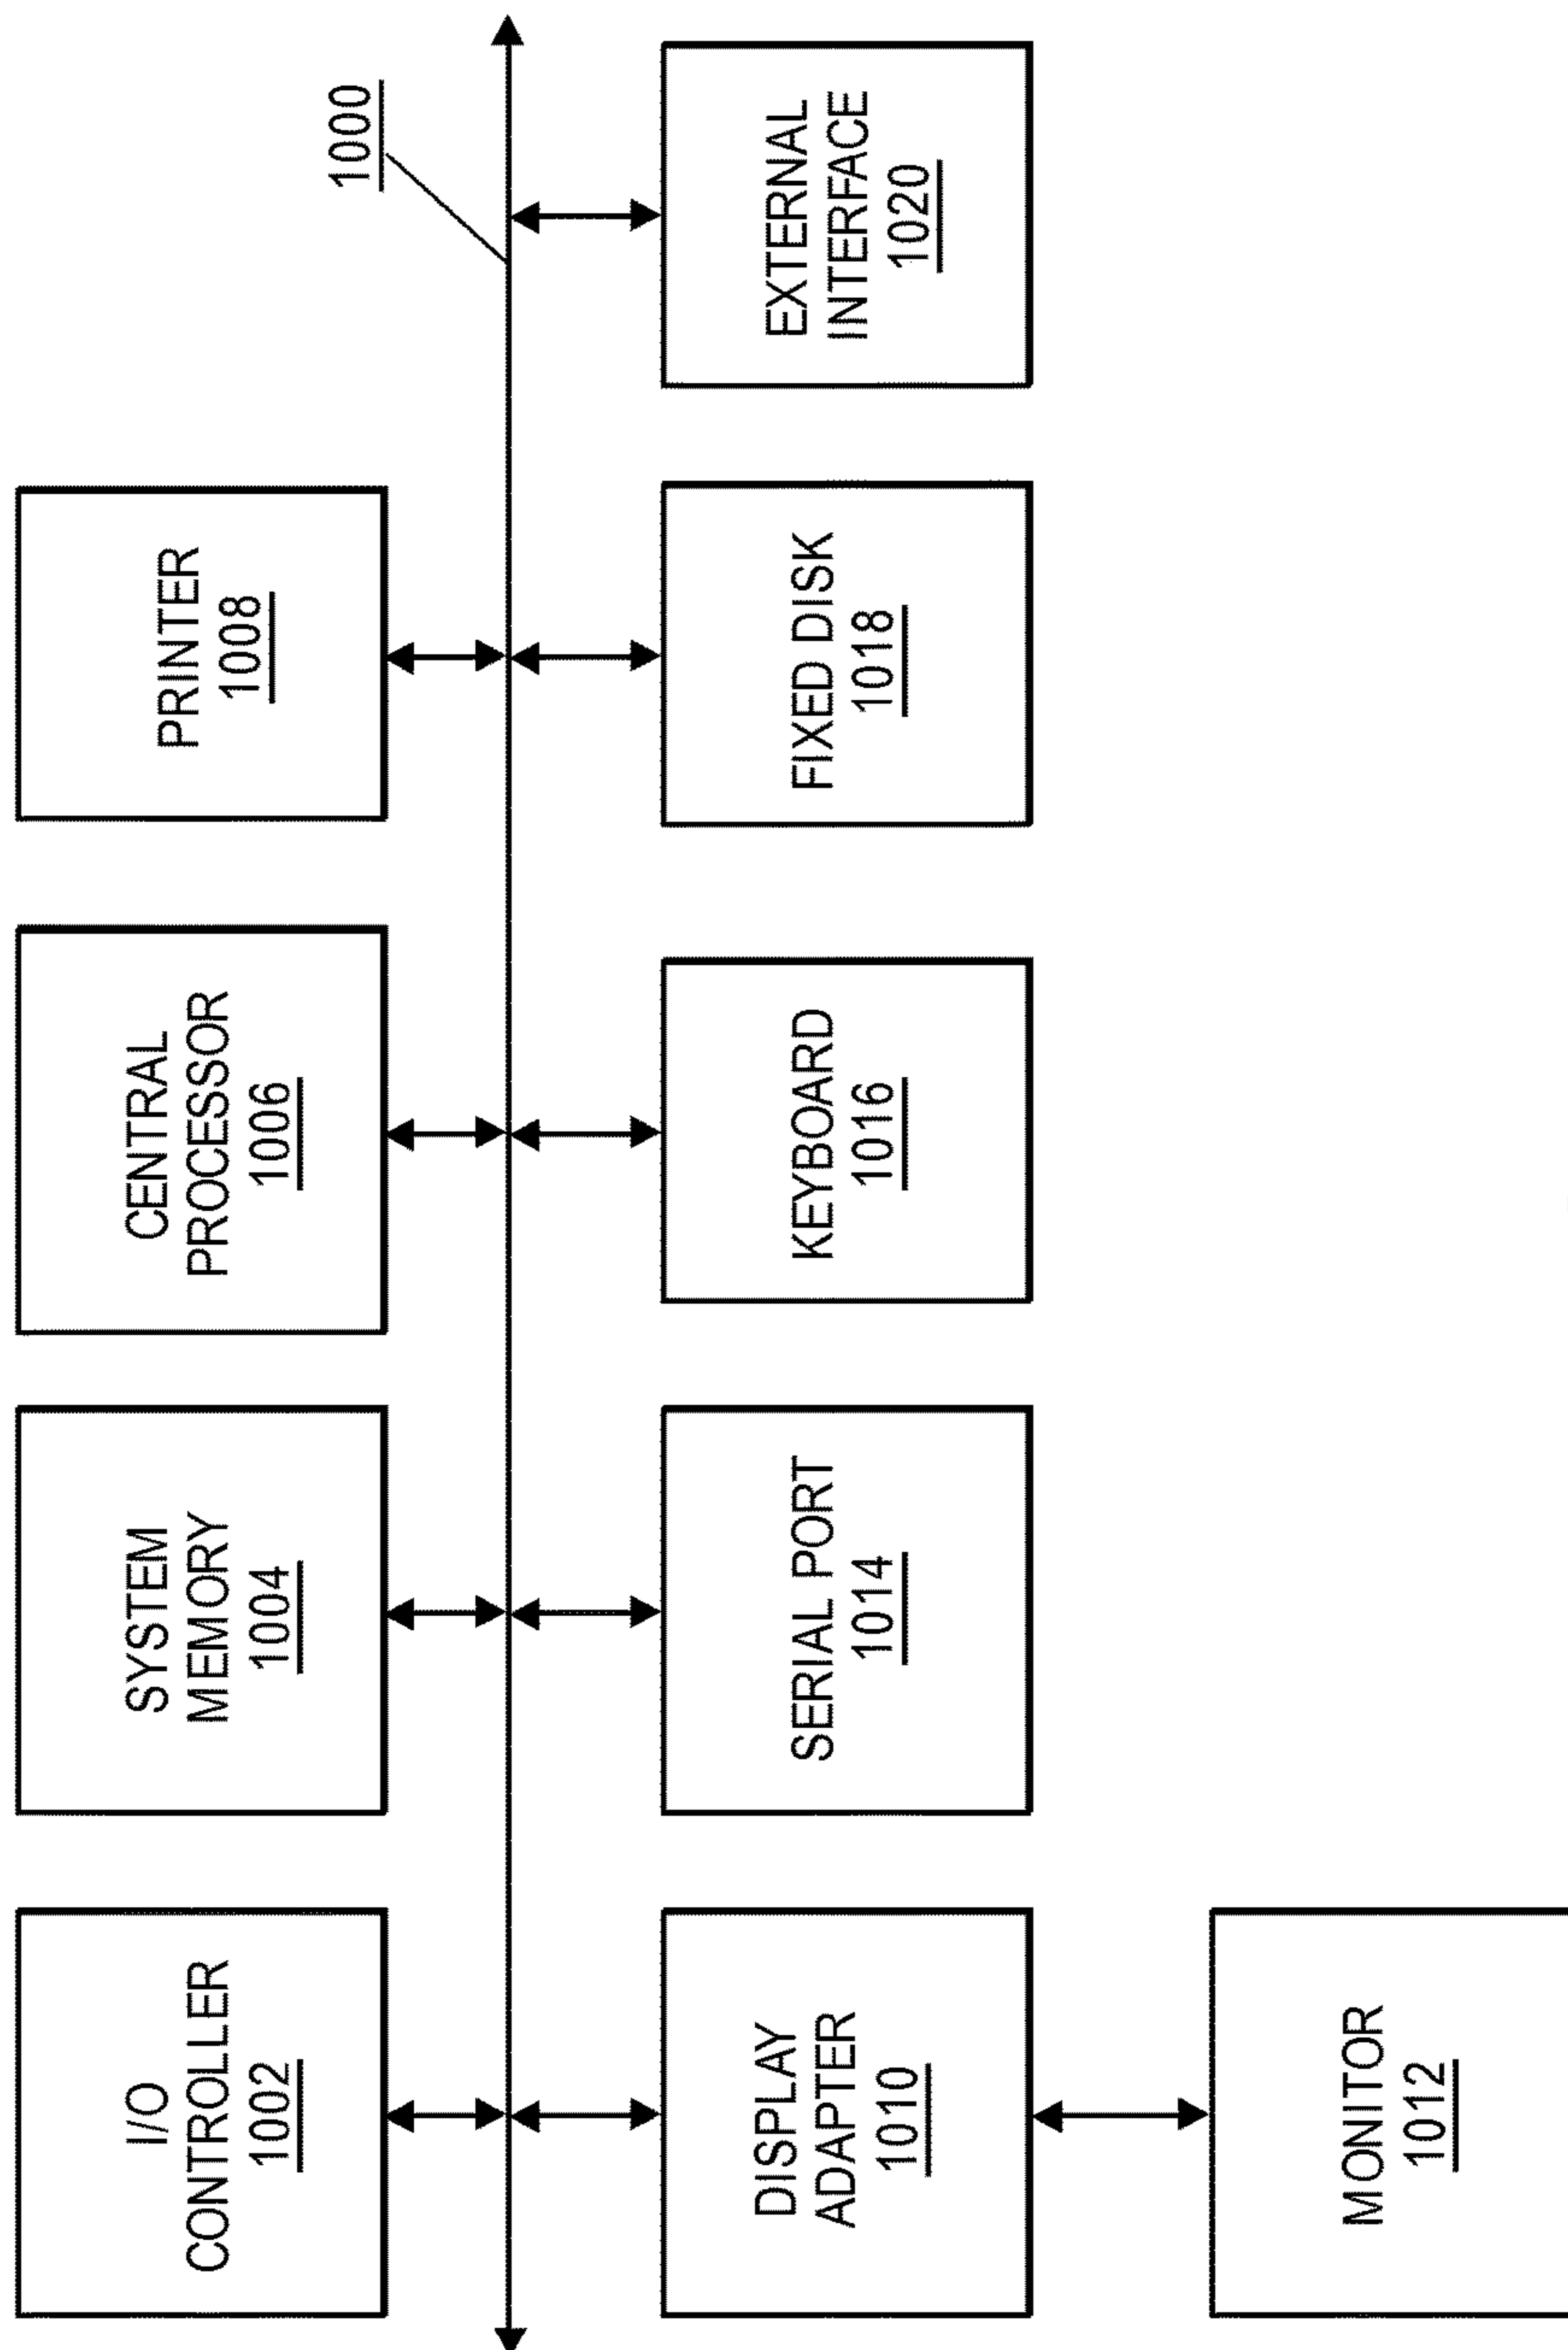 I/O
CONTROLLER
1002
SYSTEM
MEMORY
1004
CENTRAL
PROCESSOR
1006
PRINTER
1008
1000
DISPLAY
ADAPTER
1010
SERIAL PORT
1014
KEYBOARD
1016
FIXED DISK
1018
EXTERNAL
INTERFACE
1020
MONITOR
1012